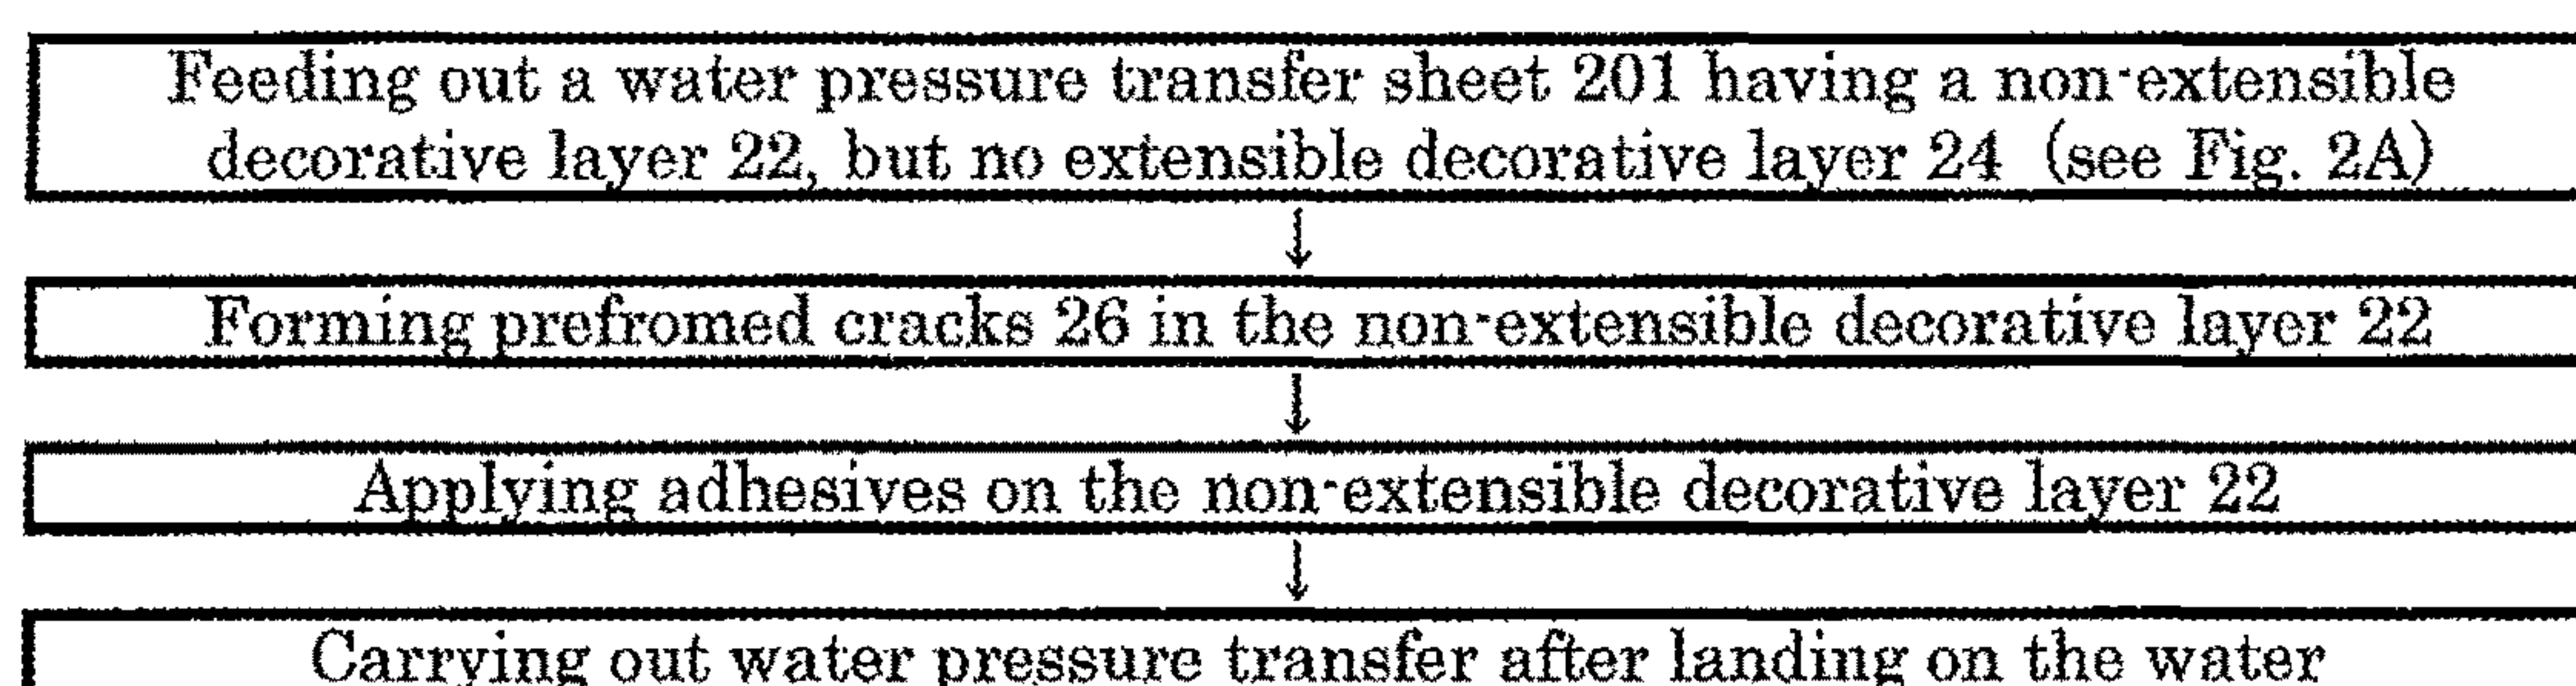 Feeding out a water pressure transfer sheet 201 having a non-extensible
decorative layer 22, but no extensible decorative layer 24 (see Fig. 2A)
↓
Forming prefromed cracks 26 in the non-extensible decorative layer 22
↓
Applying adhesives on the non-extensible decorative layer 22
↓
Carrying out water pressure transfer after landing on the water